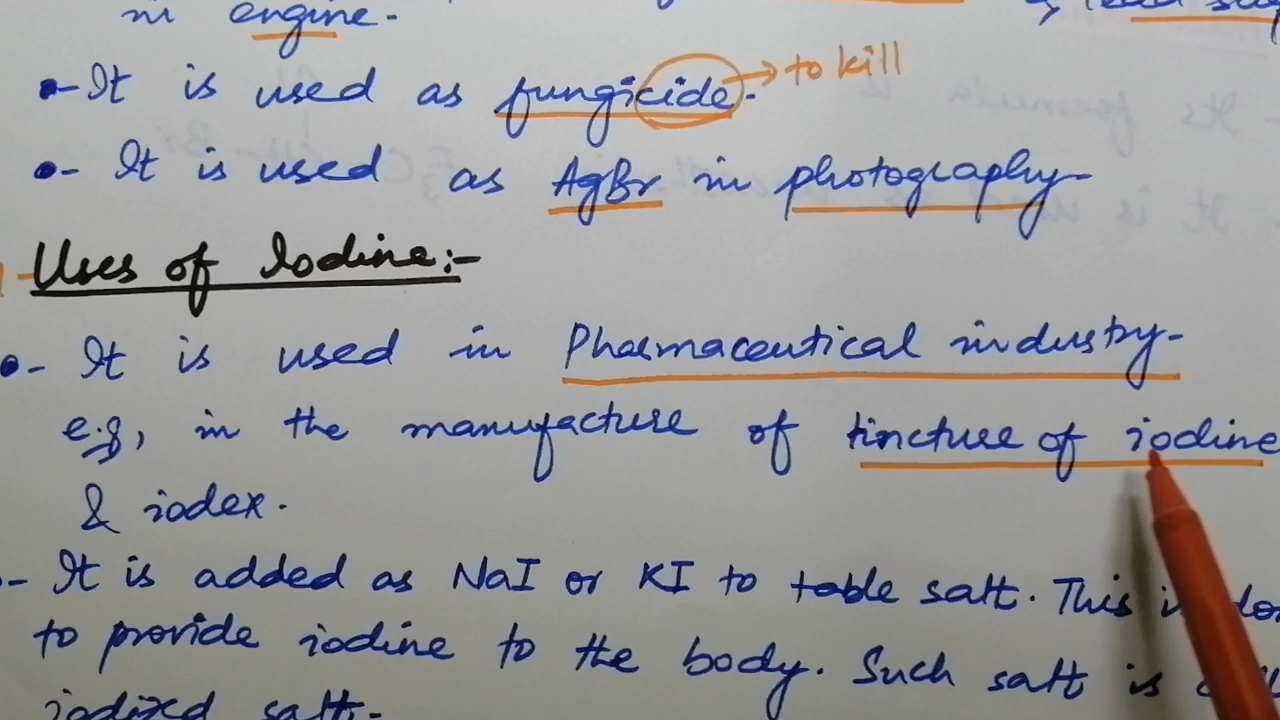 in engine.
- It is used as fungicide. → to kill
- It is used as AgBr in photography.
Uses of Iodine:-
- It is used in Pharmaceutical industry.
e.g, in the manufacture of tincture of iodine
& iodex.
- It is added as NaI or KI to table salt. This
to provide iodine to the body. Such salt is
iodized salt.